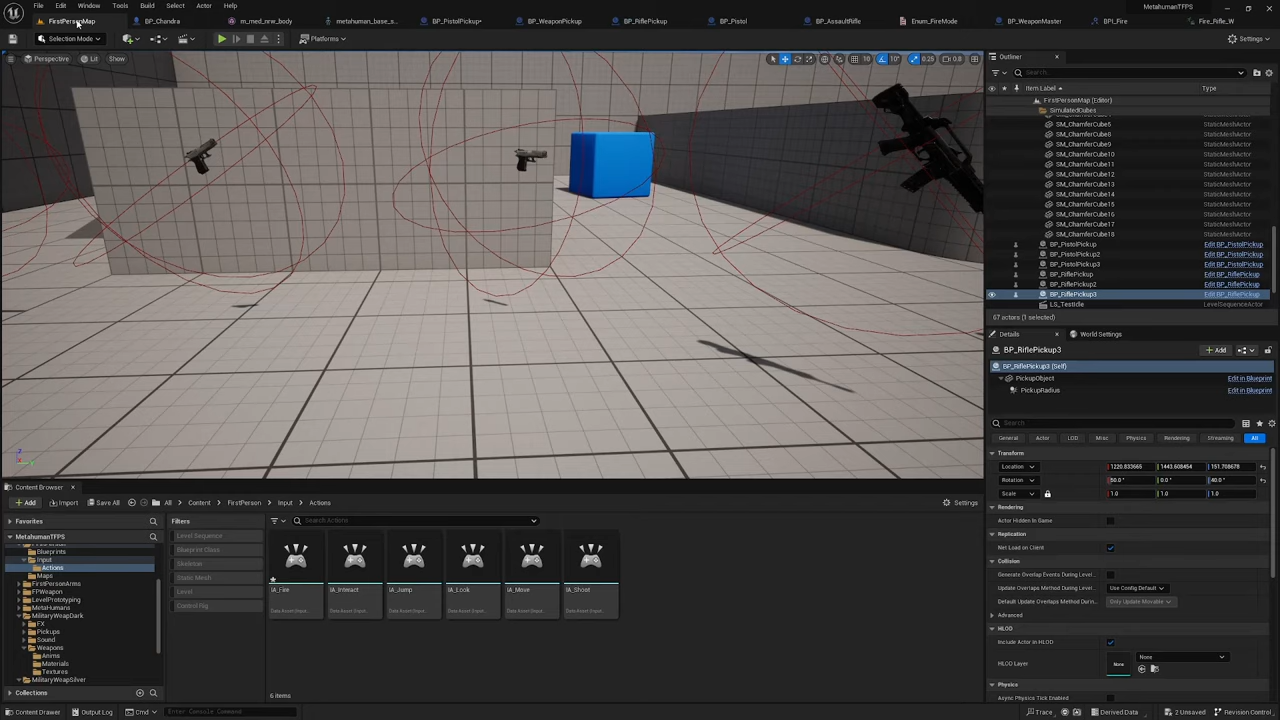 File Edit Window Tools Build Select Actor Help
MetahumanTFPS
FirstPersonMap
BP_Chandra
m_med_nrw_body
metahuman_base_s...
BP_PistolPickup•
BP_WeaponPickup
BP_RiflePickup
BP_Pistol
BP_AssaultRifle
Enum_FireMode
BP_WeaponMaster
BPI_Fire
Fire_Rifle_W
Selection Mode
Platforms
Settings
Perspective Lit Show
10 10° 0.25 0.8
Outliner
Search...
Item Label Type
FirstPersonMap (Editor)
SimulatedCubes
SM_ChamferCube6 StaticMeshActor
SM_ChamferCube8 StaticMeshActor
SM_ChamferCube9 StaticMeshActor
SM_ChamferCube10 StaticMeshActor
SM_ChamferCube11 StaticMeshActor
SM_ChamferCube12 StaticMeshActor
SM_ChamferCube13 StaticMeshActor
SM_ChamferCube14 StaticMeshActor
SM_ChamferCube15 StaticMeshActor
SM_ChamferCube16 StaticMeshActor
SM_ChamferCube17 StaticMeshActor
SM_ChamferCube18 StaticMeshActor
BP_PistolPickup Edit BP_PistolPickup
BP_PistolPickup2 Edit BP_PistolPickup
BP_PistolPickup3 Edit BP_PistolPickup
BP_RiflePickup Edit BP_RiflePickup
BP_RiflePickup2 Edit BP_RiflePickup
BP_RiflePickup3 Edit BP_RiflePickup
LS_TestIdle LevelSequenceActor
67 actors (1 selected)
Details World Settings
BP_RiflePickup3 Add
BP_RiflePickup3 (Self)
PickupObject Edit in Blueprint
PickupRadius Edit in Blueprint
Search
General Actor LOD Misc Physics Rendering Streaming All
Transform
Location 1220.833665 1443.608454 151.708678
Rotation 50.0° 0.0° 40.0°
Scale 1.0 1.0 1.0
Rendering
Actor Hidden In Game
Replication
Net Load on Client
Collision
Generate Overlap Events During Level...
Update Overlaps Method During... Use Config Default
Default Update Overlaps Method Durin... Only Update Movable
Advanced
HLOD
Include Actor in HLOD
HLOD Layer None None
Physics
Async Physics Tick Enabled
Content Browser
Add Import Save All All Content FirstPerson Input Actions Settings
Favorites
MetahumanTFPS
Blueprints
Input
Actions
Maps
FirstPersonArms
FPWeapon
LevelPrototyping
MetaHumans
MilitaryWeapDark
FX
Pickups
Sound
Weapons
Anims
Materials
Textures
MilitaryWeapSilver
Collections
Filters
Level Sequence
Blueprint Class
Skeleton
Static Mesh
Level
Control Rig
Search Actions
IA_Fire IA_Interact IA_Jump IA_Look IA_Move IA_Shoot
Data Asset (Input... Data Asset (Input... Data Asset (Input... Data Asset (Input... Data Asset (Input... Data Asset (Input...
6 items
Content Drawer Output Log Cmd Enter Console Command
Trace Derived Data 2 Unsaved Revision Control